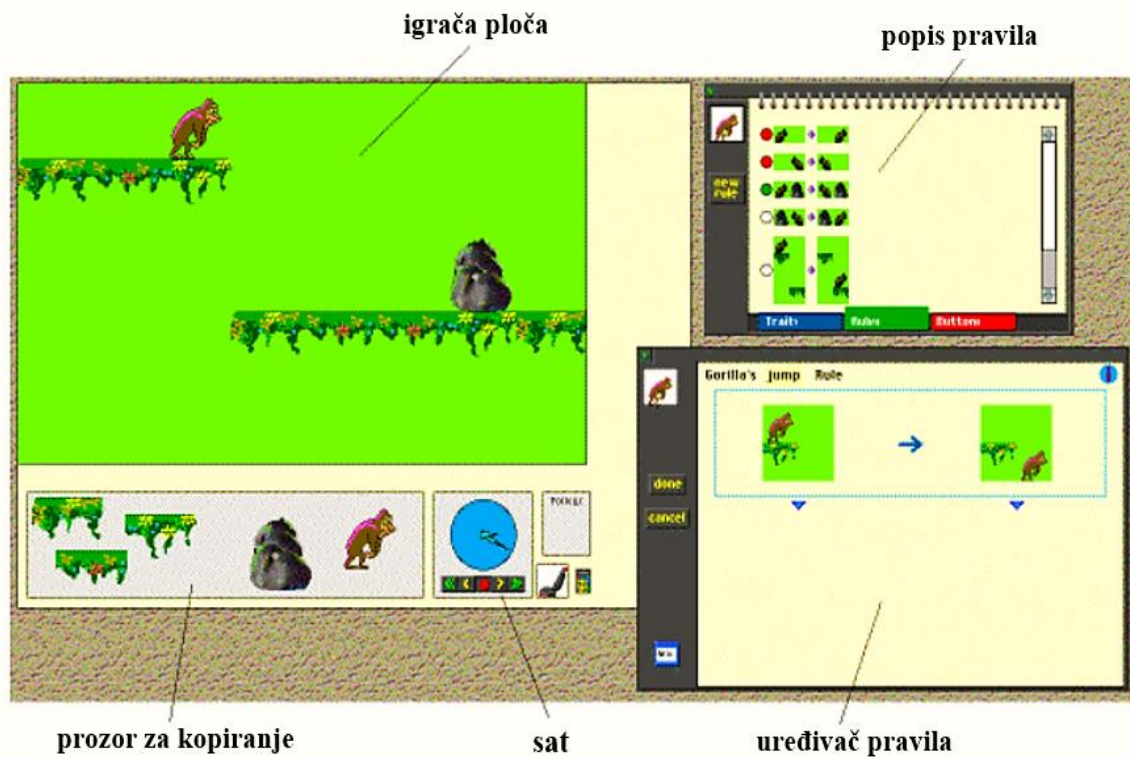 igrača ploča
popis pravila
new
rule
Traits
Rules
Buttons
Gorilla's jump Rule
done
cancel
prozor za kopiranje
sat
uređivač pravila